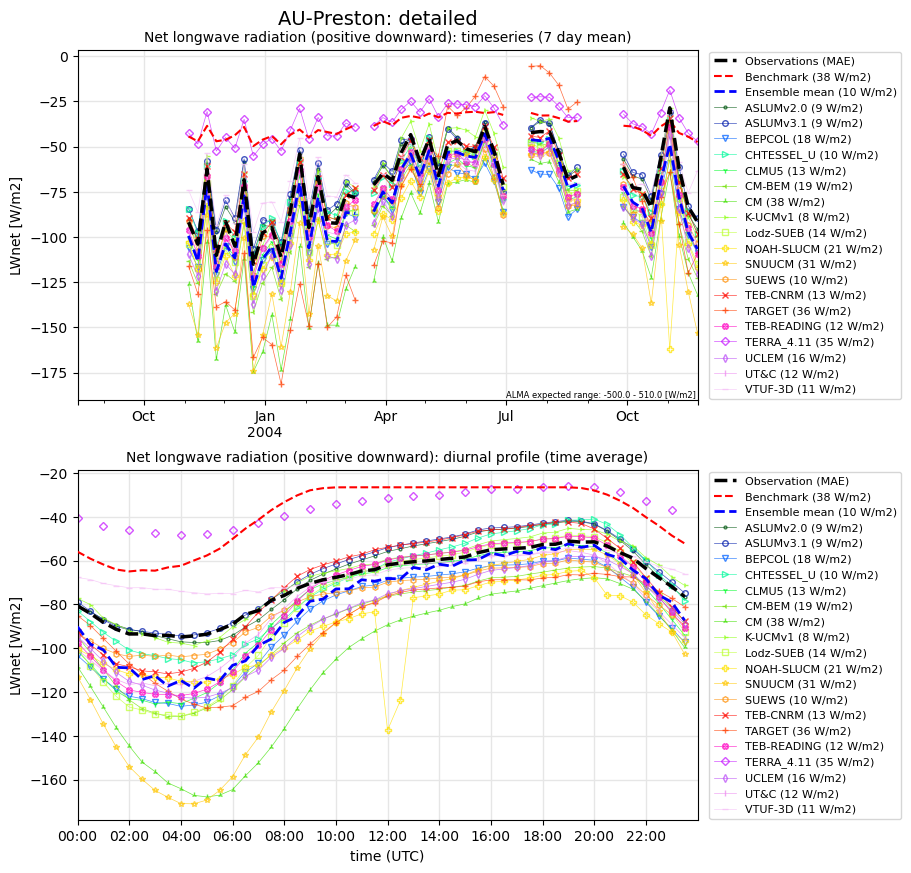 AU-Preston: detailed
Net longwave radiation (positive downward): timeseries (7 day mean)
LWnet [W/m2]
0
−25
−50
−75
−100
−125
−150
−175
Oct
Jan
2004
Apr
Jul
Oct
ALMA expected range: -500.0 - 510.0 [W/m2]
Observations (MAE)
Benchmark (38 W/m2)
Ensemble mean (10 W/m2)
ASLUMv2.0 (9 W/m2)
ASLUMv3.1 (9 W/m2)
BEPCOL (18 W/m2)
CHTESSEL_U (10 W/m2)
CLMU5 (13 W/m2)
CM-BEM (19 W/m2)
CM (38 W/m2)
K-UCMv1 (8 W/m2)
Lodz-SUEB (14 W/m2)
NOAH-SLUCM (21 W/m2)
SNUUCM (31 W/m2)
SUEWS (10 W/m2)
TEB-CNRM (13 W/m2)
TARGET (36 W/m2)
TEB-READING (12 W/m2)
TERRA_4.11 (35 W/m2)
UCLEM (16 W/m2)
UT&C (12 W/m2)
VTUF-3D (11 W/m2)
Net longwave radiation (positive downward): diurnal profile (time average)
LWnet [W/m2]
−20
−40
−60
−80
−100
−120
−140
−160
00:00
02:00
04:00
06:00
08:00
10:00
12:00
14:00
16:00
18:00
20:00
22:00
time (UTC)
Observation (MAE)
Benchmark (38 W/m2)
Ensemble mean (10 W/m2)
ASLUMv2.0 (9 W/m2)
ASLUMv3.1 (9 W/m2)
BEPCOL (18 W/m2)
CHTESSEL_U (10 W/m2)
CLMU5 (13 W/m2)
CM-BEM (19 W/m2)
CM (38 W/m2)
K-UCMv1 (8 W/m2)
Lodz-SUEB (14 W/m2)
NOAH-SLUCM (21 W/m2)
SNUUCM (31 W/m2)
SUEWS (10 W/m2)
TEB-CNRM (13 W/m2)
TARGET (36 W/m2)
TEB-READING (12 W/m2)
TERRA_4.11 (35 W/m2)
UCLEM (16 W/m2)
UT&C (12 W/m2)
VTUF-3D (11 W/m2)